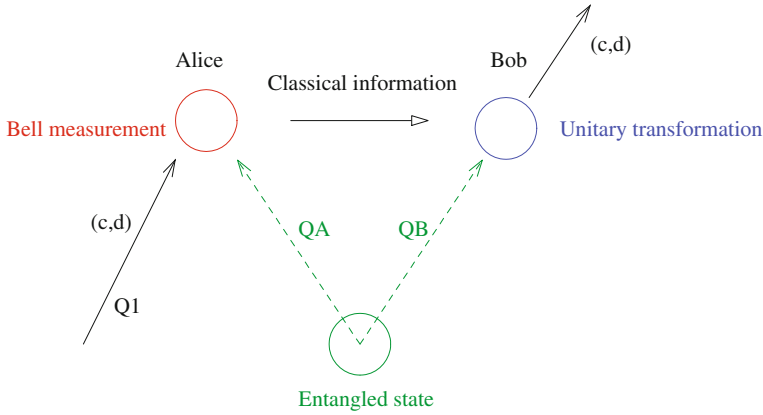 (c,d)
Alice
Bob
Classical information
Bell measurement
Unitary transformation
(c,d)
QA
QB
Q1
Entangled state